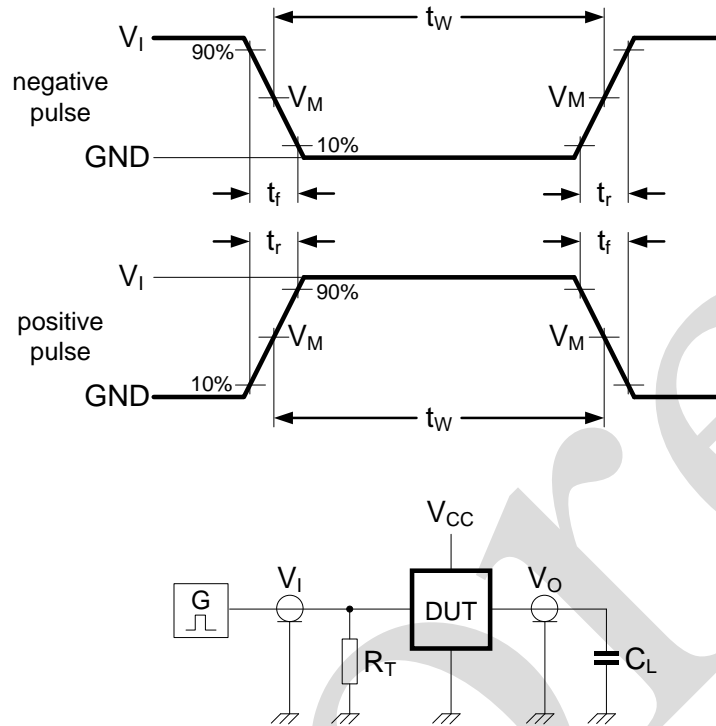 t_W
V_I
90%
negative
pulse
V_M
V_M
GND
10%
t_f
t_r
t_r
t_f
V_I
90%
positive
pulse
V_M
V_M
10%
GND
t_W
V_CC
V_I
V_O
G
DUT
R_T
C_L